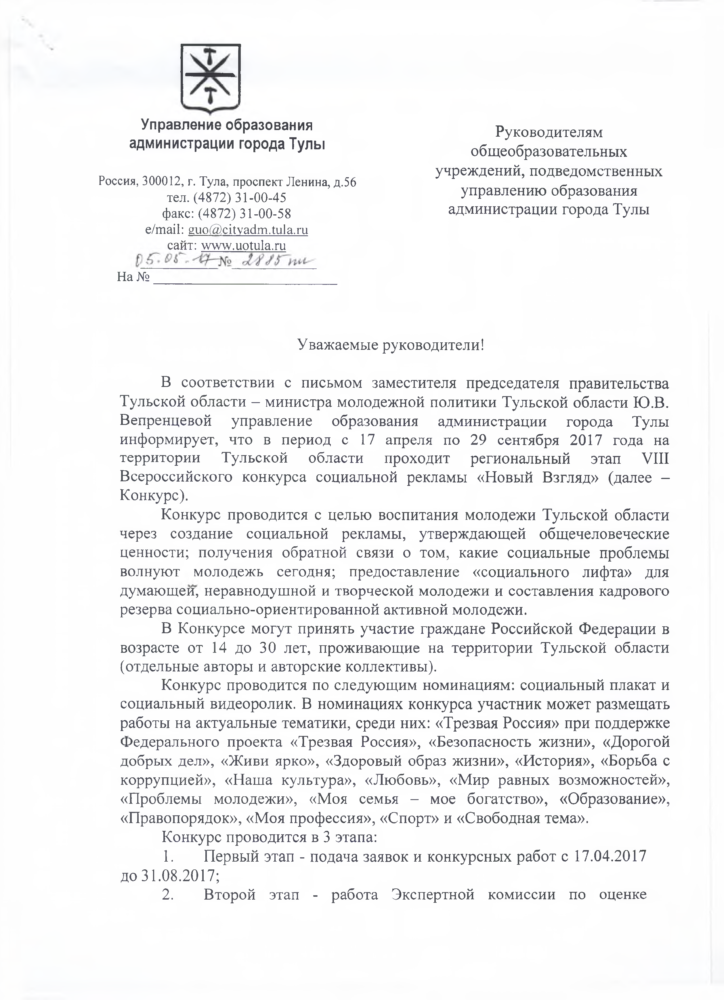 Управление образования
администрации города Тулы
Россия, 300012, г. Тула, проспект Ленина, д.56
тел. (4872) 31-00-45
факс: (4872) 31-00-58
e/mail: guo@cityadm.tula.ru
сайт: www.uotula.ru
05.05.17 № 2885
На №
Руководителям
общеобразовательных
учреждений, подведомственных
управлению образования
администрации города Тулы
Уважаемые руководители!
В соответствии с письмом заместителя председателя правительства
Тульской области – министра молодежной политики Тульской области Ю.В.
Вепренцевой управление образования администрации города Тулы
информирует, что в период с 17 апреля по 29 сентября 2017 года на
территории Тульской области проходит региональный этап VIII
Всероссийского конкурса социальной рекламы «Новый Взгляд» (далее –
Конкурс).
Конкурс проводится с целью воспитания молодежи Тульской области
через создание социальной рекламы, утверждающей общечеловеческие
ценности; получения обратной связи о том, какие социальные проблемы
волнуют молодежь сегодня; предоставление «социального лифта» для
думающей, неравнодушной и творческой молодежи и составления кадрового
резерва социально-ориентированной активной молодежи.
В Конкурсе могут принять участие граждане Российской Федерации в
возрасте от 14 до 30 лет, проживающие на территории Тульской области
(отдельные авторы и авторские коллективы).
Конкурс проводится по следующим номинациям: социальный плакат и
социальный видеоролик. В номинациях конкурса участник может размещать
работы на актуальные тематики, среди них: «Трезвая Россия» при поддержке
Федерального проекта «Трезвая Россия», «Безопасность жизни», «Дорогой
добрых дел», «Живи ярко», «Здоровый образ жизни», «История», «Борьба с
коррупцией», «Наша культура», «Любовь», «Мир равных возможностей»,
«Проблемы молодежи», «Моя семья – мое богатство», «Образование»,
«Правопорядок», «Моя профессия», «Спорт» и «Свободная тема».
Конкурс проводится в 3 этапа:
1. Первый этап - подача заявок и конкурсных работ с 17.04.2017
до 31.08.2017;
2. Второй этап - работа Экспертной комиссии по оценке